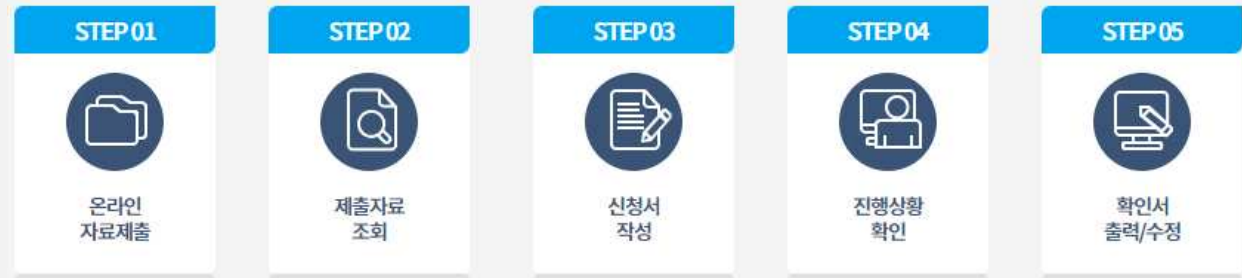 STEP 01
온라인
자료제출
STEP 02
제출자료
조회
STEP 03
신청서
작성
STEP 04
진행상황
확인
STEP 05
확인서
출력/수정